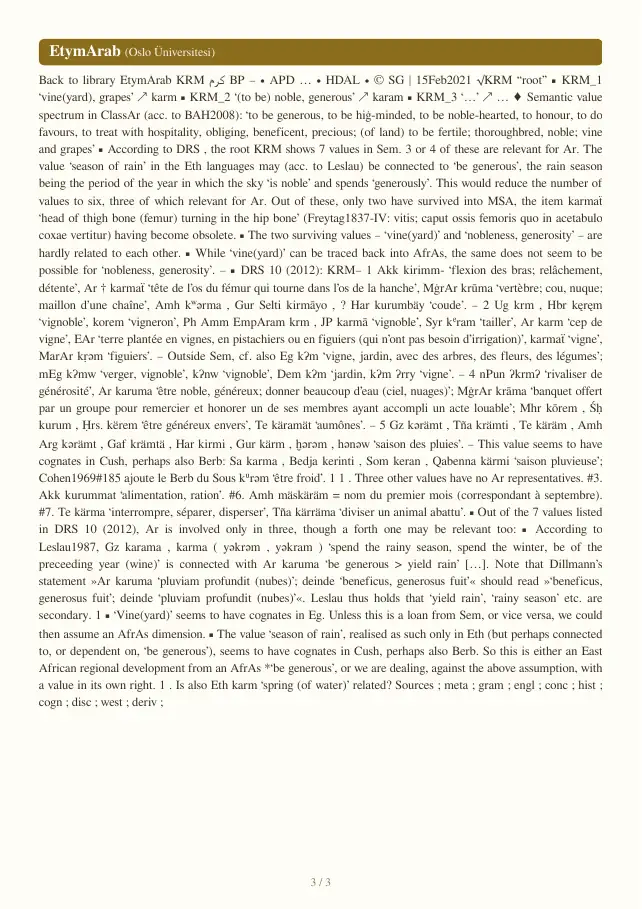 EtymArab (Oslo Üniversitesi)
Back to library EtymArab KRM كرم BP – • APD … • HDAL • © SG | 15Feb2021 √KRM “root” ▪ KRM_1
‘vine(yard), grapes’ ↗ karm ▪ KRM_2 ‘(to be) noble, generous’ ↗ karam ▪ KRM_3 ‘…’ ↗ … ♦ Semantic value
spectrum in ClassAr (acc. to BAH2008): ‘to be generous, to be hiġ-minded, to be noble-hearted, to honour, to do
favours, to treat with hospitality, obliging, beneficent, precious; (of land) to be fertile; thoroughbred, noble; vine
and grapes’ ▪ According to DRS , the root KRM shows 7 values in Sem. 3 or 4 of these are relevant for Ar. The
value ‘season of rain’ in the Eth languages may (acc. to Leslau) be connected to ‘be generous’, the rain season
being the period of the year in which the sky ‘is noble’ and spends ‘generously’. This would reduce the number of
values to six, three of which relevant for Ar. Out of these, only two have survived into MSA, the item karmaẗ
‘head of thigh bone (femur) turning in the hip bone’ (Freytag1837-IV: vitis; caput ossis femoris quo in acetabulo
coxae vertitur) having become obsolete. ▪ The two surviving values – ‘vine(yard)’ and ‘nobleness, generosity’ – are
hardly related to each other. ▪ While ‘vine(yard)’ can be traced back into AfrAs, the same does not seem to be
possible for ‘nobleness, generosity’. – ▪ DRS 10 (2012): KRM– 1 Akk kirimm- ‘flexion des bras; relâchement,
détente’, Ar † karmaẗ ‘tête de l’os du fémur qui tourne dans l’os de la hanche’, MġrAr krūma ‘vertèbre; cou, nuque;
maillon d’une chaîne’, Amh kʷərma , Gur Selti kirmāyo , ? Har kurumbāy ‘coude’. – 2 Ug krm , Hbr kęręm
‘vignoble’, korem ‘vigneron’, Ph Amm EmpAram krm , JP karmā ‘vignoble’, Syr kᵉram ‘tailler’, Ar karm ‘cep de
vigne’, EAr ‘terre plantée en vignes, en pistachiers ou en figuiers (qui n’ont pas besoin d’irrigation)’, karmaẗ ‘vigne’,
MarAr kṛəm ‘figuiers’. – Outside Sem, cf. also Eg kꜣm ‘vigne, jardin, avec des arbres, des fleurs, des légumes’;
mEg kꜣmw ‘verger, vignoble’, kꜣnw ‘vignoble’, Dem kꜣm ‘jardin, kꜣm ꜣrry ‘vigne’. – 4 nPun ʔkrmʔ ‘rivaliser de
générosité’, Ar karuma ‘être noble, généreux; donner beaucoup d’eau (ciel, nuages)’; MġrAr krāma ‘banquet offert
par un groupe pour remercier et honorer un de ses membres ayant accompli un acte louable’; Mhr kōrem , Śḥ
kurum , Ḥrs. kērem ‘être généreux envers’, Te käramät ‘aumônes’. – 5 Gz kərämt , Tña krämti , Te käräm , Amh
Arg kərämt , Gaf krämtä , Har kirmi , Gur kärm , ḫərəm , hənəw ‘saison des pluies’. – This value seems to have
cognates in Cush, perhaps also Berb: Sa karma , Bedja kerinti , Som keran , Qabenna kärmi ‘saison pluvieuse’;
Cohen1969#185 ajoute le Berb du Sous kᵘrəm ‘être froid’. 1 1 . Three other values have no Ar representatives. #3.
Akk kurummat ‘alimentation, ration’. #6. Amh mäskäräm = nom du premier mois (correspondant à septembre).
#7. Te kärma ‘interrompre, séparer, disperser’, Tña kärräma ‘diviser un animal abattu’. ▪ Out of the 7 values listed
in DRS 10 (2012), Ar is involved only in three, though a forth one may be relevant too: ▪ According to
Leslau1987, Gz karama , karma ( yəkrəm , yəkram ) ‘spend the rainy season, spend the winter, be of the
preceeding year (wine)’ is connected with Ar karuma ‘be generous > yield rain’ […]. Note that Dillmann’s
statement »Ar karuma ‘pluviam profundit (nubes)’; deinde ‘beneficus, generosus fuit’« should read »‘beneficus,
generosus fuit’; deinde ‘pluviam profundit (nubes)’«. Leslau thus holds that ‘yield rain’, ‘rainy season’ etc. are
secondary. 1 ▪ ‘Vine(yard)’ seems to have cognates in Eg. Unless this is a loan from Sem, or vice versa, we could
then assume an AfrAs dimension. ▪ The value ‘season of rain’, realised as such only in Eth (but perhaps connected
to, or dependent on, ‘be generous’), seems to have cognates in Cush, perhaps also Berb. So this is either an East
African regional development from an AfrAs *‘be generous’, or we are dealing, against the above assumption, with
a value in its own right. 1 . Is also Eth karm ‘spring (of water)’ related? Sources ; meta ; gram ; engl ; conc ; hist ;
cogn ; disc ; west ; deriv ;
3 / 3